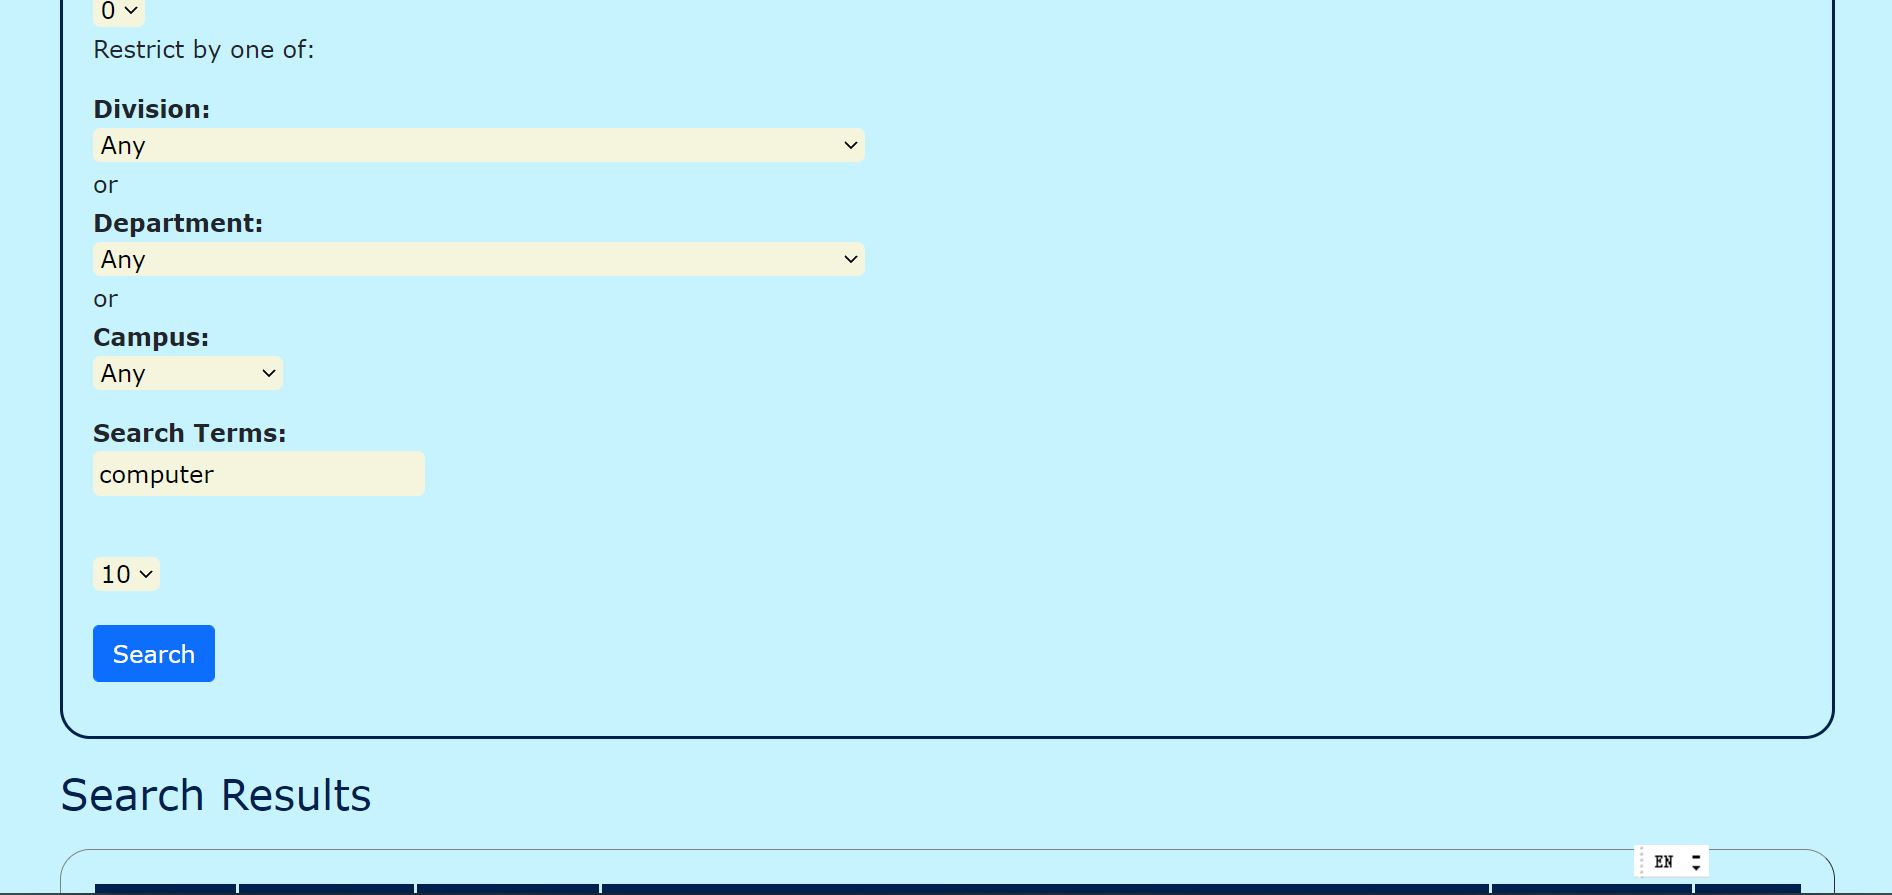 0
Restrict by one of:
Division:
Any
or
Department:
Any
or
Campus:
Any
Search Terms:
computer
10
Search
Search Results
EN